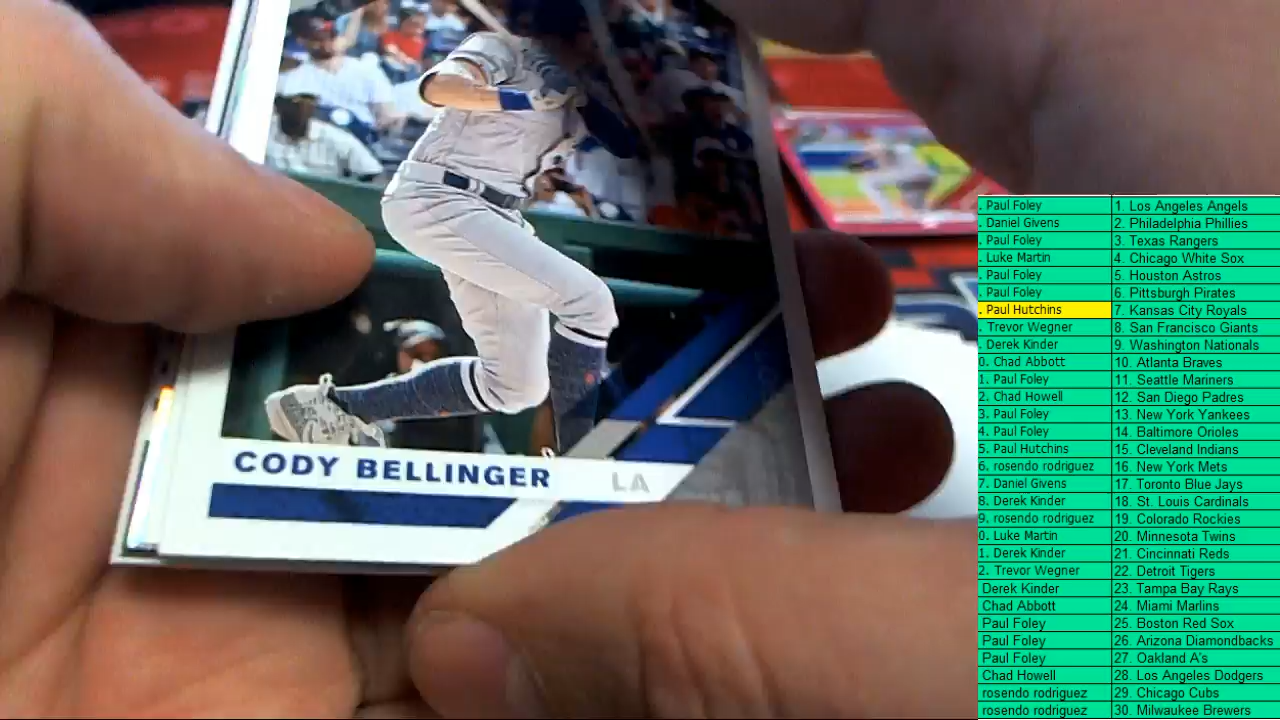 CODY BELLINGER LA
. Paul Foley 1. Los Angeles Angels
. Daniel Givens 2. Philadelphia Phillies
. Paul Foley 3. Texas Rangers
. Luke Martin 4. Chicago White Sox
. Paul Foley 5. Houston Astros
. Paul Foley 6. Pittsburgh Pirates
. Paul Hutchins 7. Kansas City Royals
. Trevor Wegner 8. San Francisco Giants
. Derek Kinder 9. Washington Nationals
0. Chad Abbott 10. Atlanta Braves
1. Paul Foley 11. Seattle Mariners
2. Chad Howell 12. San Diego Padres
3. Paul Foley 13. New York Yankees
4. Paul Foley 14. Baltimore Orioles
5. Paul Hutchins 15. Cleveland Indians
6. rosendo rodriguez 16. New York Mets
7. Daniel Givens 17. Toronto Blue Jays
8. Derek Kinder 18. St. Louis Cardinals
9. rosendo rodriguez 19. Colorado Rockies
0. Luke Martin 20. Minnesota Twins
1. Derek Kinder 21. Cincinnati Reds
2. Trevor Wegner 22. Detroit Tigers
Derek Kinder 23. Tampa Bay Rays
Chad Abbott 24. Miami Marlins
Paul Foley 25. Boston Red Sox
Paul Foley 26. Arizona Diamondbacks
Paul Foley 27. Oakland A's
Chad Howell 28. Los Angeles Dodgers
rosendo rodriguez 29. Chicago Cubs
rosendo rodriguez 30. Milwaukee Brewers